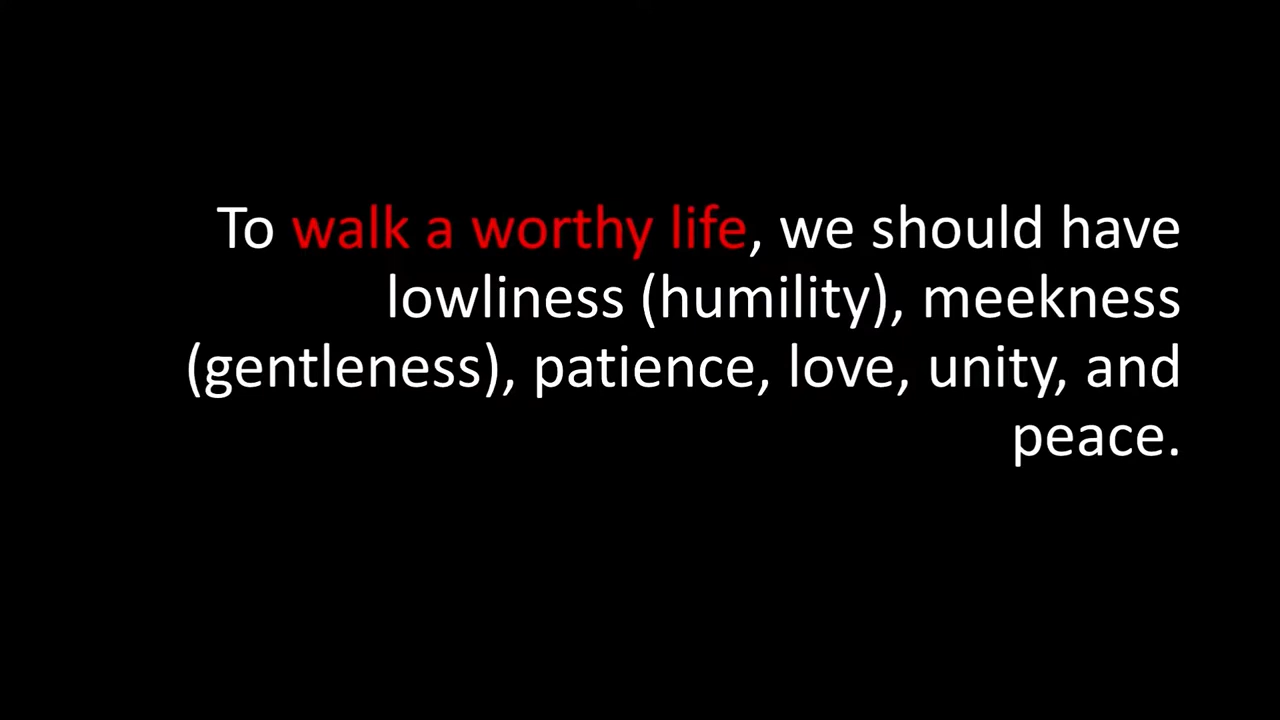 To walk a worthy life, we should have
lowliness (humility), meekness
(gentleness), patience, love, unity, and
peace.